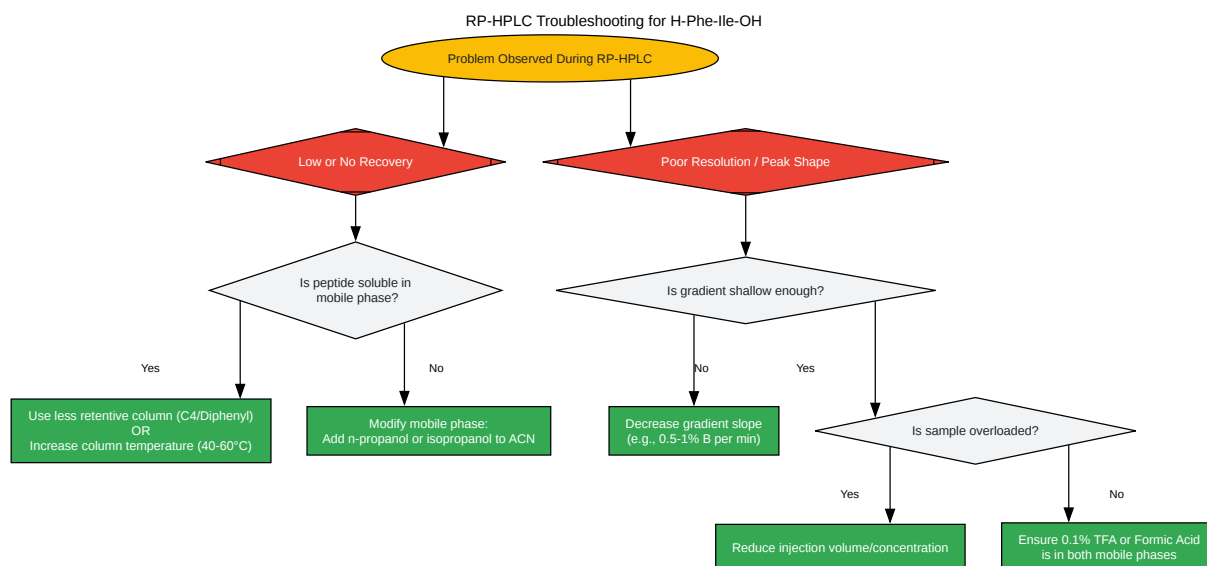 RP-HPLC Troubleshooting for H-Phe-Ile-OH
Problem Observed During RP-HPLC
Low or No Recovery
Poor Resolution / Peak Shape
Is peptide soluble in
mobile phase?
Is gradient shallow enough?
Yes
No
No
Yes
Use less retentive column (C4/Diphenyl)
OR
Increase column temperature (40-60°C)
Modify mobile phase:
Add n-propanol or isopropanol to ACN
Decrease gradient slope
(e.g., 0.5-1% B per min)
Is sample overloaded?
Yes
No
Reduce injection volume/concentration
Ensure 0.1% TFA or Formic Acid
is in both mobile phases